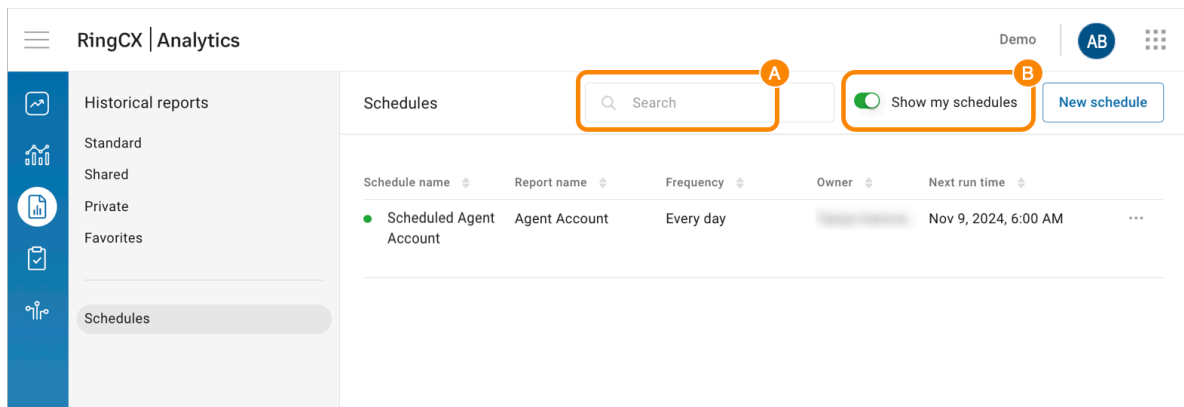 RingCX | Analytics
Demo
AB
Historical reports
Standard
Shared
Private
Favorites
Schedules
Schedules
A
Search
B
Show my schedules
New schedule
Schedule name Report name Frequency Owner Next run time
Scheduled Agent Agent Account Every day Nov 9, 2024, 6:00 AM
Account